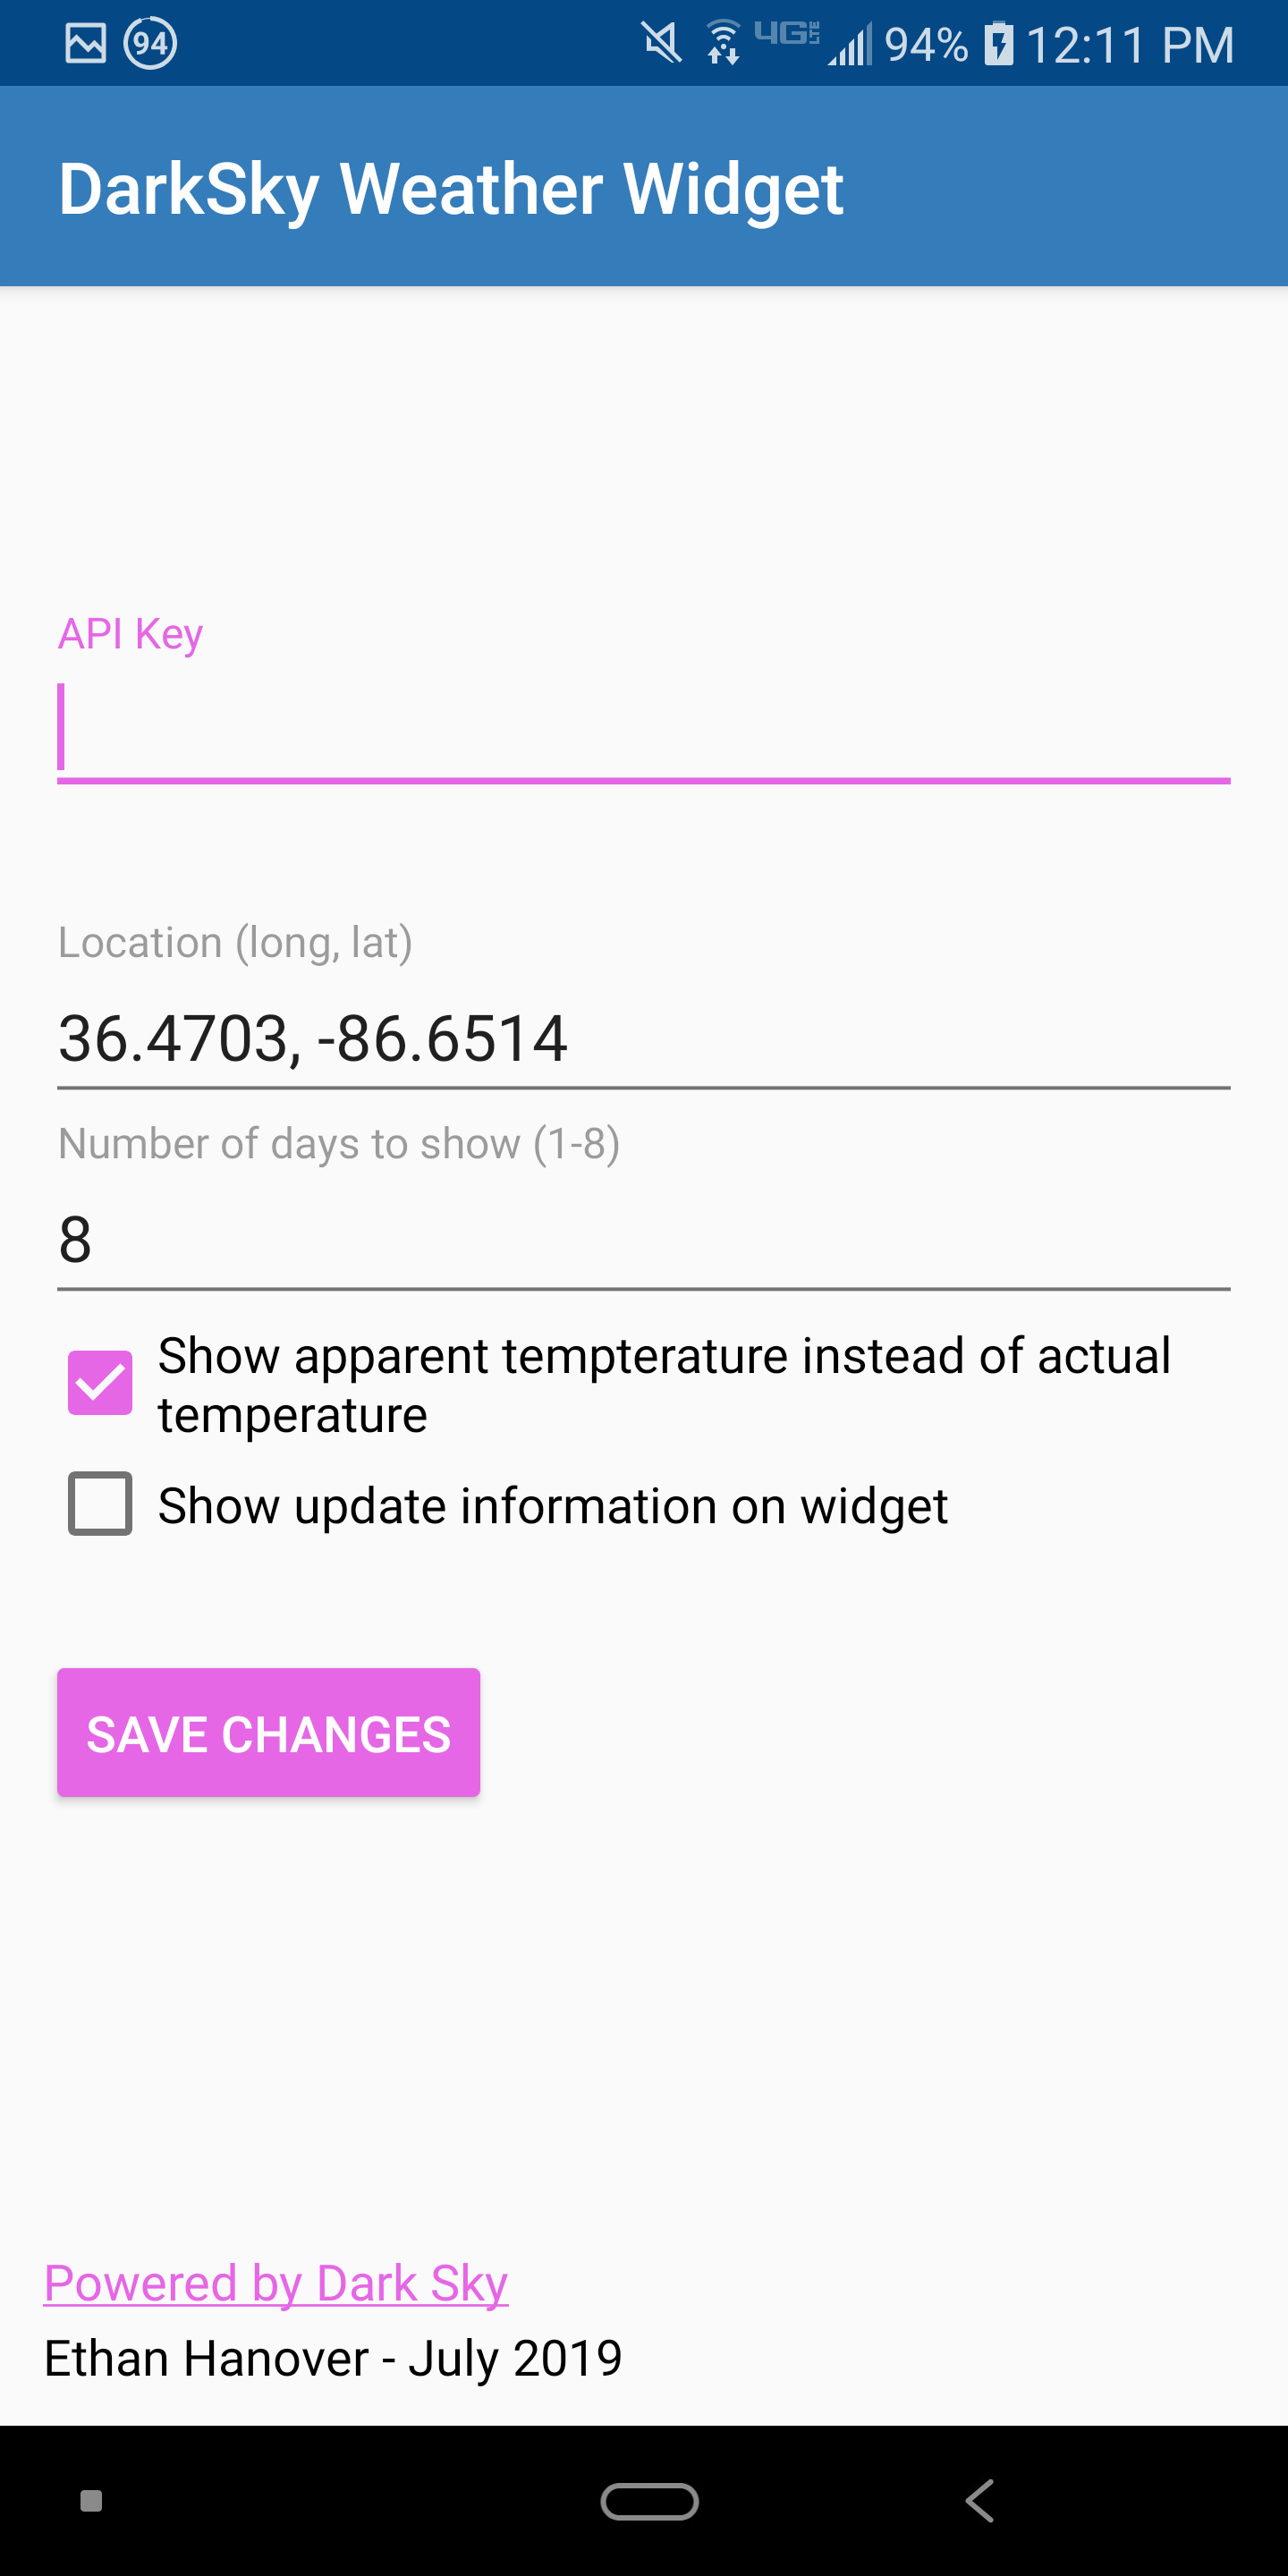 94 4G LTE 94% 12:11 PM
DarkSky Weather Widget
API Key
Location (long, lat)
36.4703, -86.6514
Number of days to show (1-8)
8
Show apparent tempterature instead of actual
temperature
Show update information on widget
SAVE CHANGES
Powered by Dark Sky
Ethan Hanover - July 2019